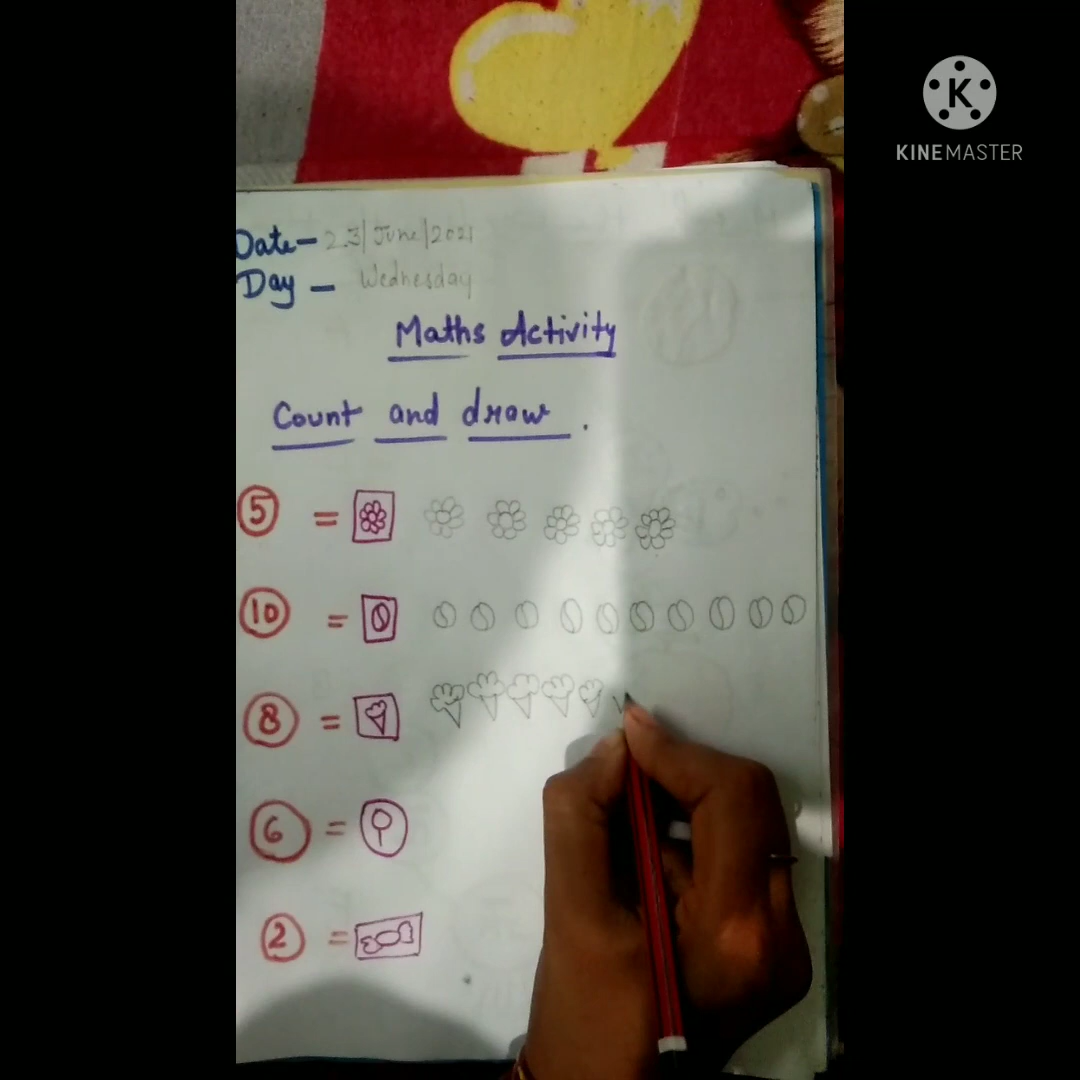 K
KINEMASTER
Date- 23/June/2021
Day - Wednesday
Maths Activity
Count and draw.
5 =
10 =
8 =
6 =
2 =